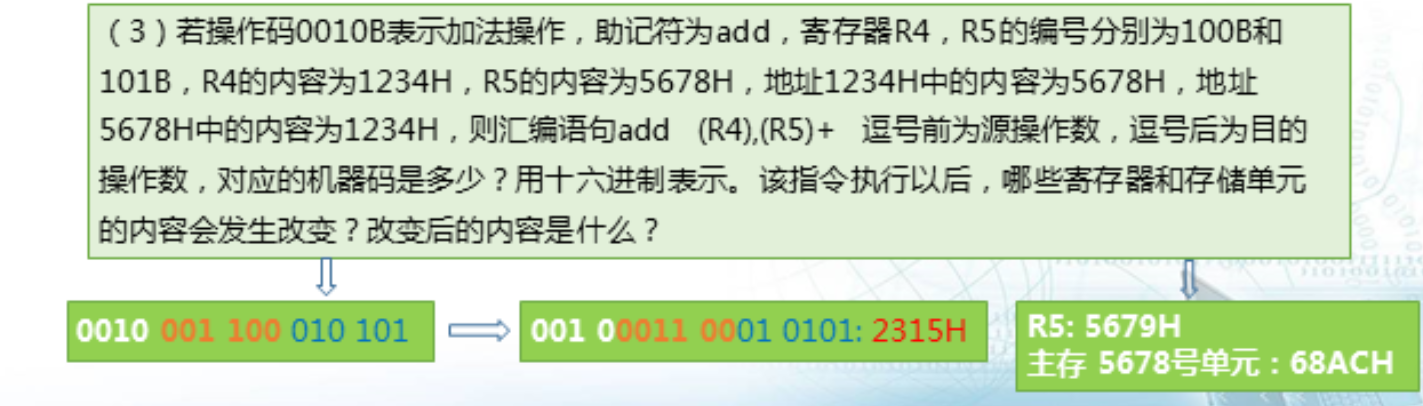 （3）若操作码0010B表示加法操作，助记符为add，寄存器R4，R5的编号分别为100B和
101B，R4的内容为1234H，R5的内容为5678H，地址1234H中的内容为5678H，地址
5678H中的内容为1234H，则汇编语句add (R4),(R5)+ 逗号前为源操作数，逗号后为目的
操作数，对应的机器码是多少？用十六进制表示。该指令执行以后，哪些寄存器和存储单元
的内容会发生改变？改变后的内容是什么？
0010 001 100 010 101
001 00011 0001 0101: 2315H
R5: 5679H
主存 5678号单元：68ACH